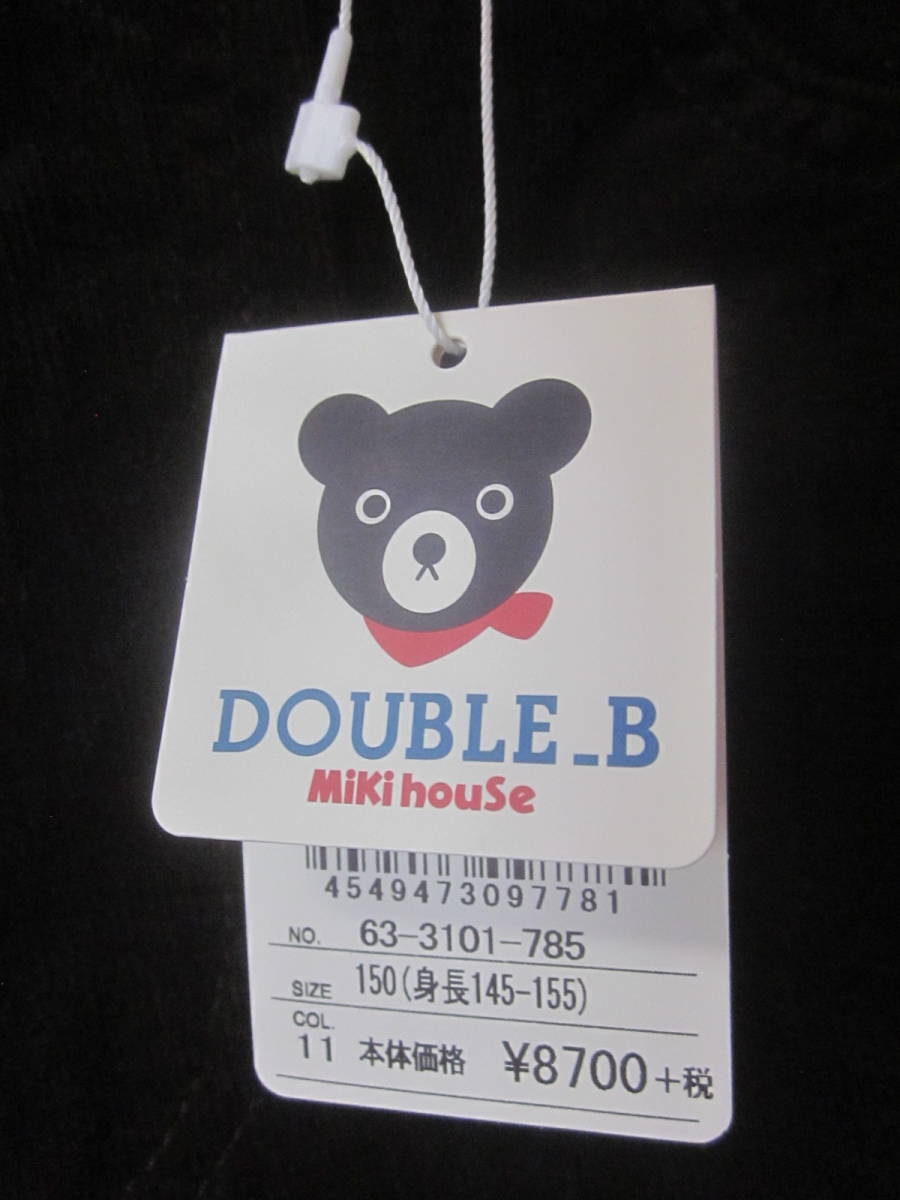 DOUBLE_B
MiKi houSe
4549473097781
NO. 63-3101-785
SIZE 150(身長145-155)
COL.
11 本体価格 ¥8700+税